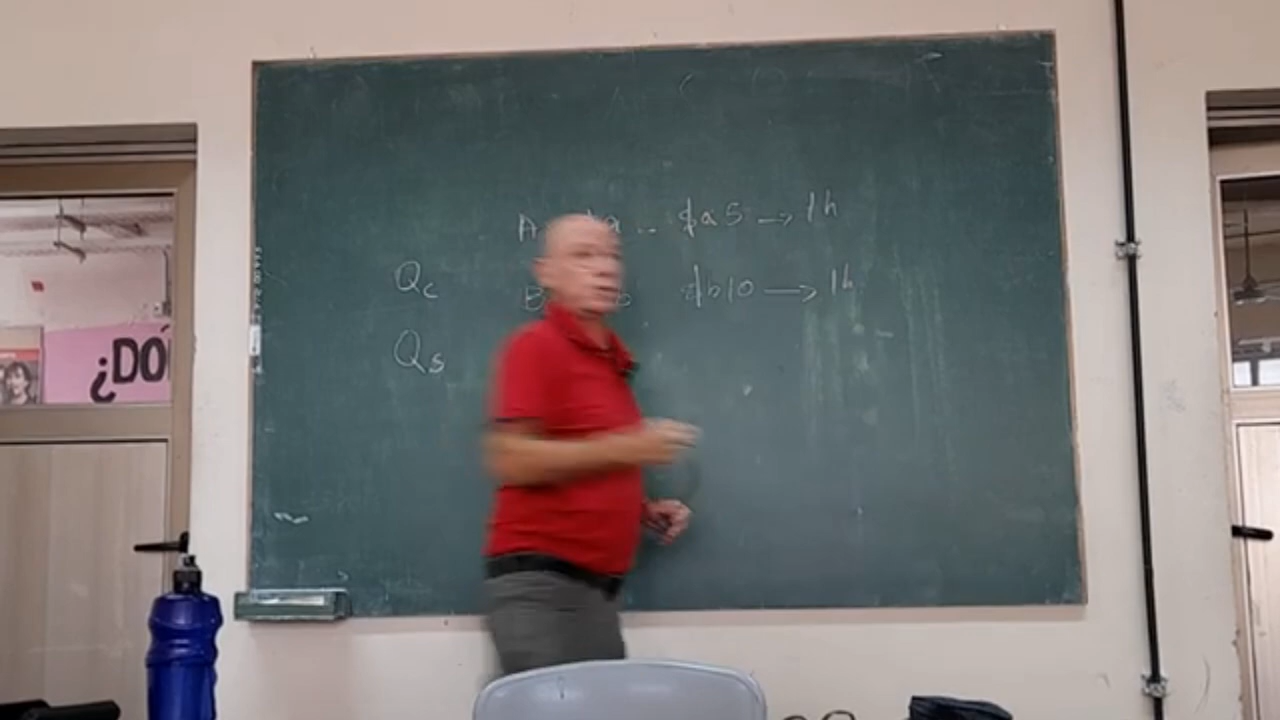 ¿DÓ
A $a .. $a5 → 1h
Qc B $b10 → 1h
Qs